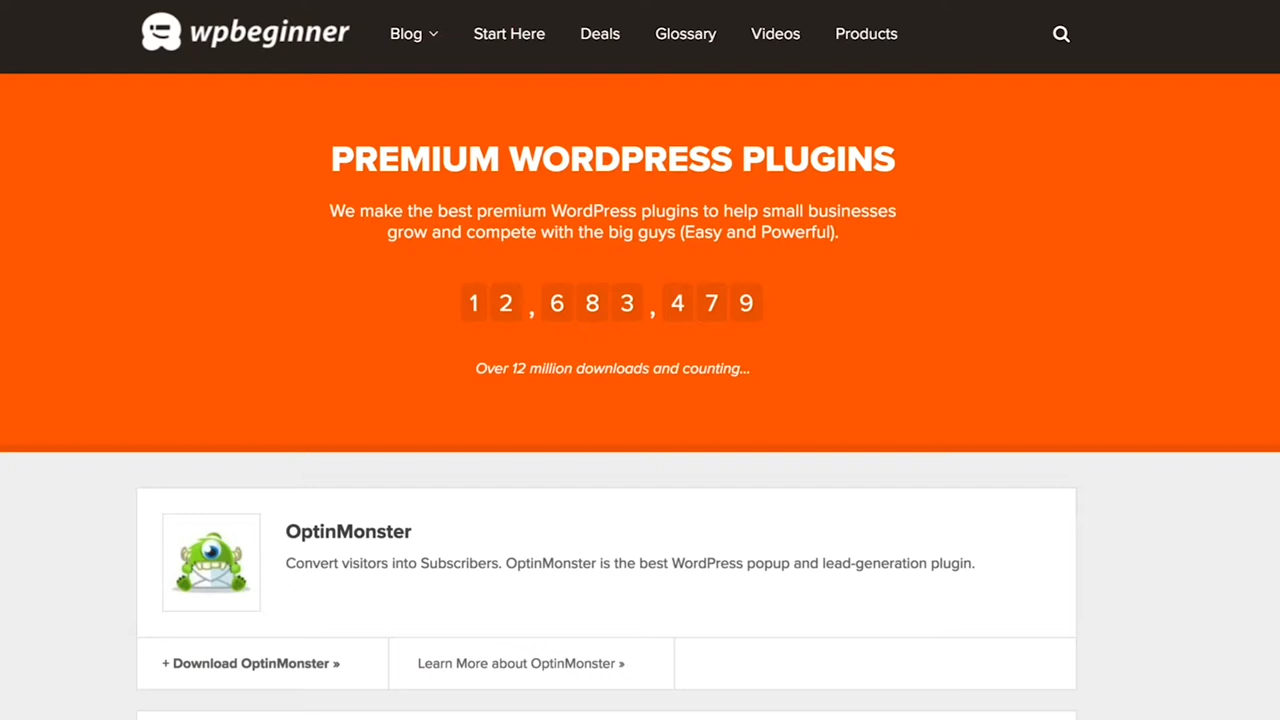 wpbeginner
Blog
Start Here
Deals
Glossary
Videos
Products
PREMIUM WORDPRESS PLUGINS
We make the best premium WordPress plugins to help small businesses
grow and compete with the big guys (Easy and Powerful).
12,683,479
Over 12 million downloads and counting...
OptinMonster
Convert visitors into Subscribers. OptinMonster is the best WordPress popup and lead-generation plugin.
+ Download OptinMonster »
Learn More about OptinMonster »